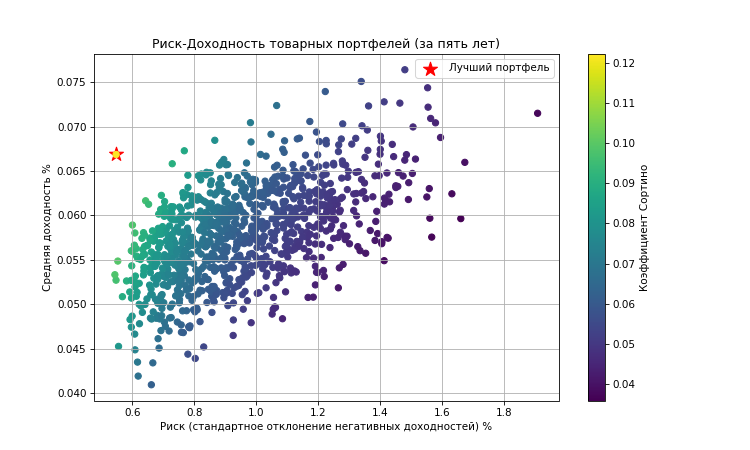 Риск-Доходность товарных портфелей (за пять лет)
Лучший портфель
Средняя доходность %
0.075
0.070
0.065
0.060
0.055
0.050
0.045
0.040
0.6 0.8 1.0 1.2 1.4 1.6 1.8
Риск (стандартное отклонение негативных доходностей) %
0.12
0.11
0.10
0.09
0.08
0.07
0.06
0.05
0.04
Коэффициент Сортино